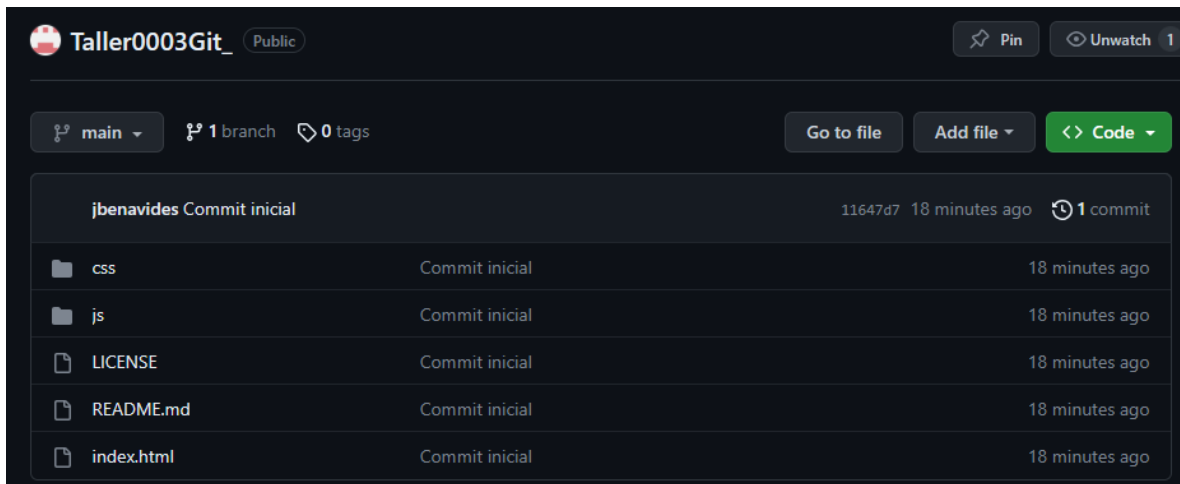 Taller0003Git_ Public Pin Unwatch 1
main 1 branch 0 tags Go to file Add file <> Code
jbenavides Commit inicial 11647d7 18 minutes ago 1 commit
css Commit inicial 18 minutes ago
js Commit inicial 18 minutes ago
LICENSE Commit inicial 18 minutes ago
README.md Commit inicial 18 minutes ago
index.html Commit inicial 18 minutes ago